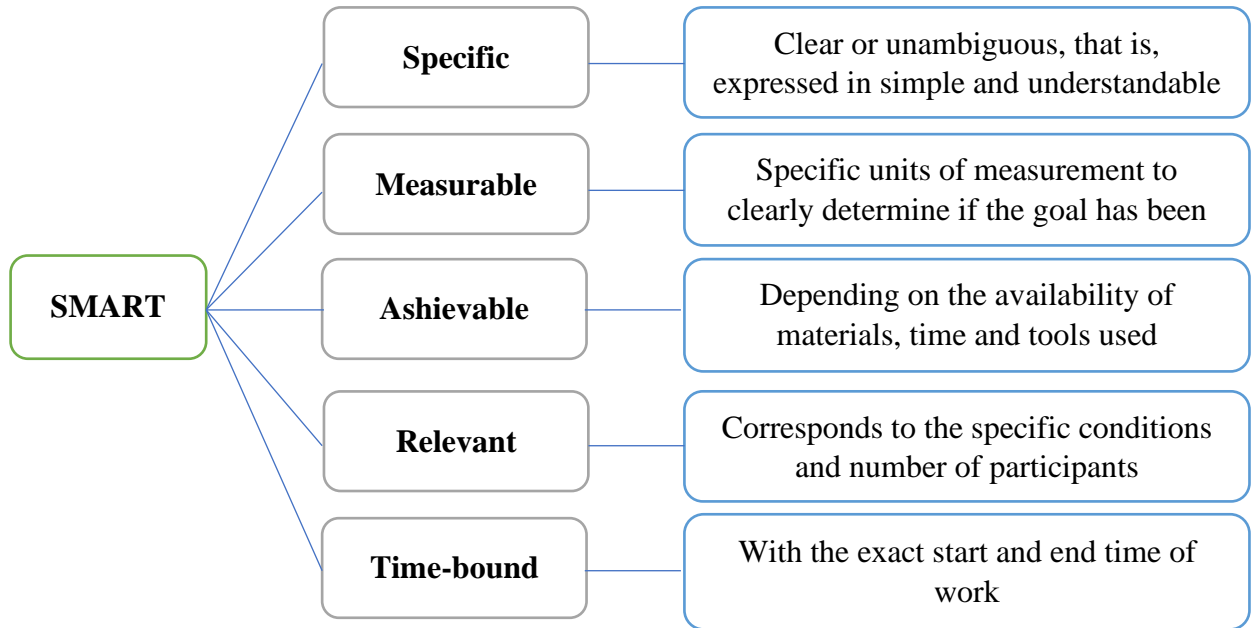 SMART
Specific
Clear or unambiguous, that is,
expressed in simple and understandable
Measurable
Specific units of measurement to
clearly determine if the goal has been
Ashievable
Depending on the availability of
materials, time and tools used
Relevant
Corresponds to the specific conditions
and number of participants
Time-bound
With the exact start and end time of
work